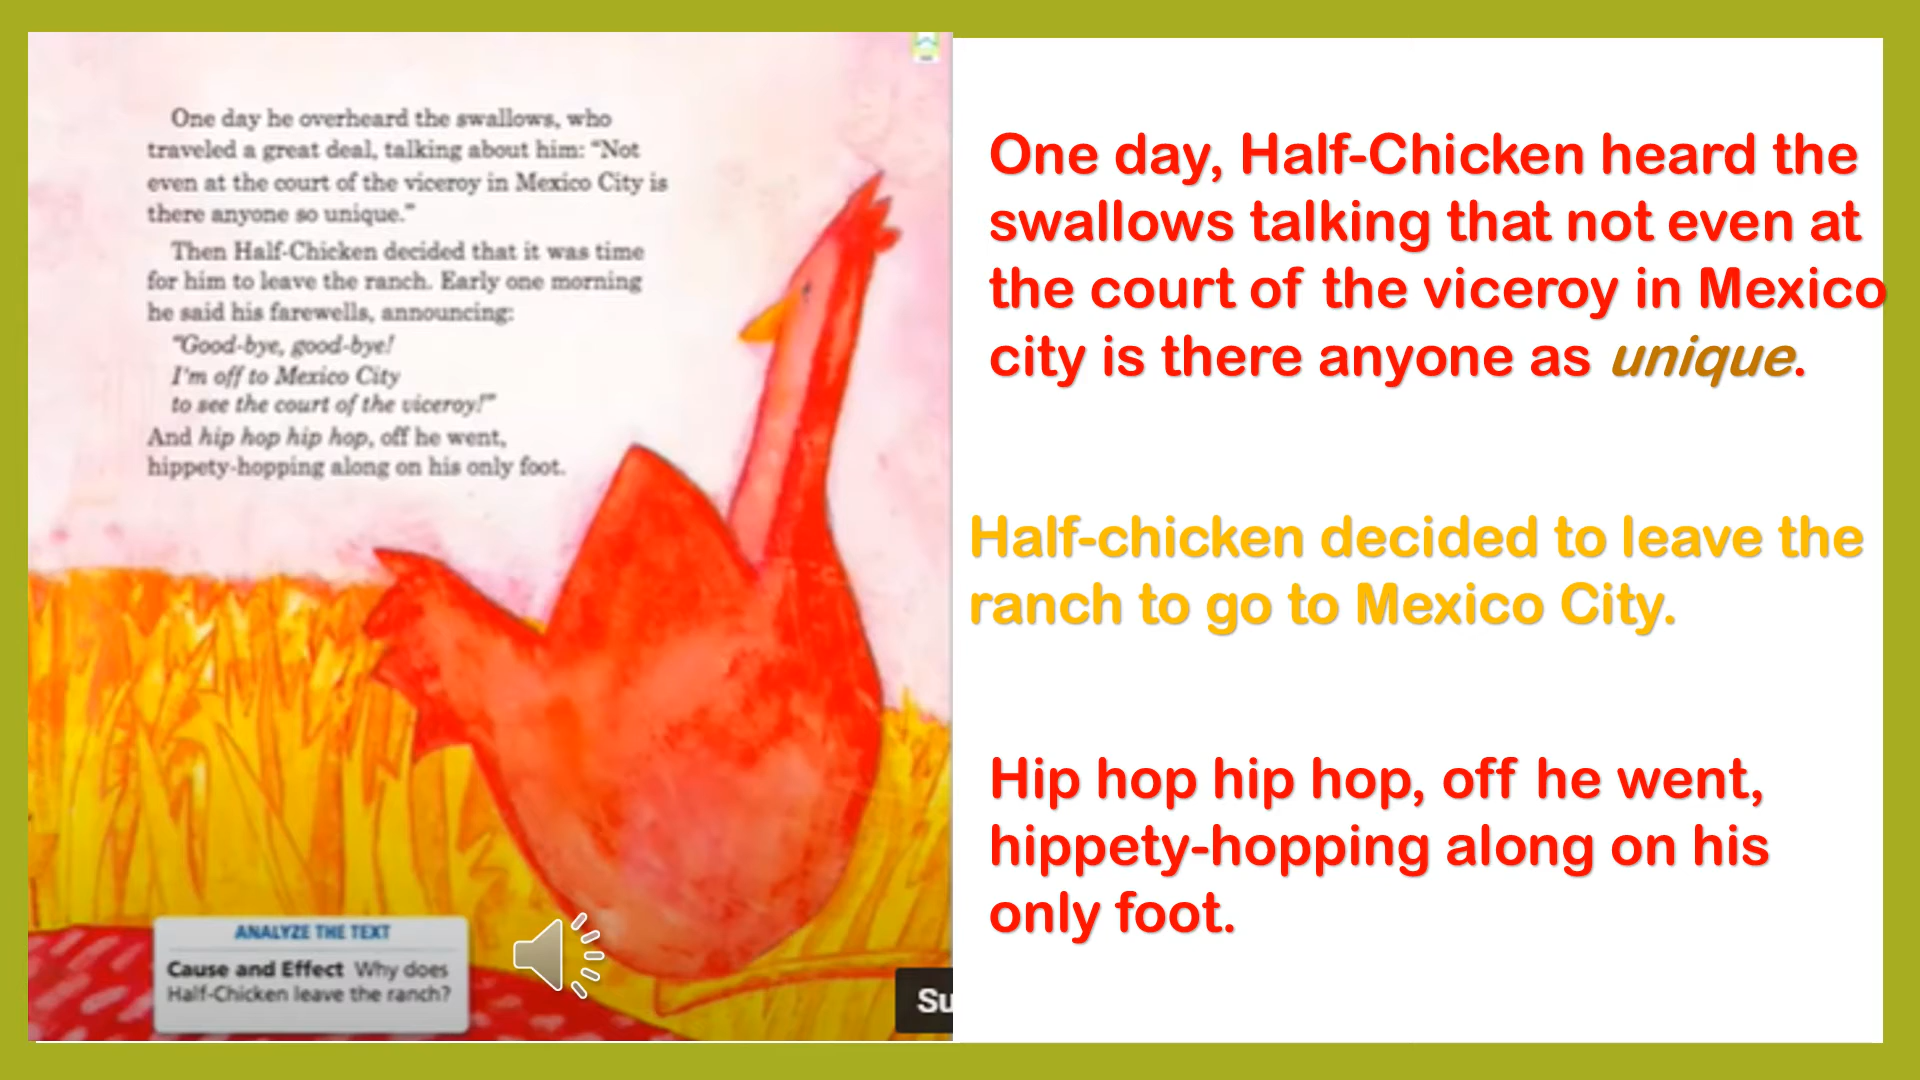 One day he overheard the swallows, who
traveled a great deal, talking about him: “Not
even at the court of the viceroy in Mexico City is
there anyone so unique.”
Then Half-Chicken decided that it was time
for him to leave the ranch. Early one morning
he said his farewells, announcing:
“Good-bye, good-bye!
I'm off to Mexico City
to see the court of the viceroy!”
And hip hop hip hop, off he went,
hippety-hopping along on his only foot.
ANALYZE THE TEXT
Cause and Effect Why does
Half-Chicken leave the ranch?
Su
One day, Half-Chicken heard the
swallows talking that not even at
the court of the viceroy in Mexico
city is there anyone as unique.
Half-chicken decided to leave the
ranch to go to Mexico City.
Hip hop hip hop, off he went,
hippety-hopping along on his
only foot.